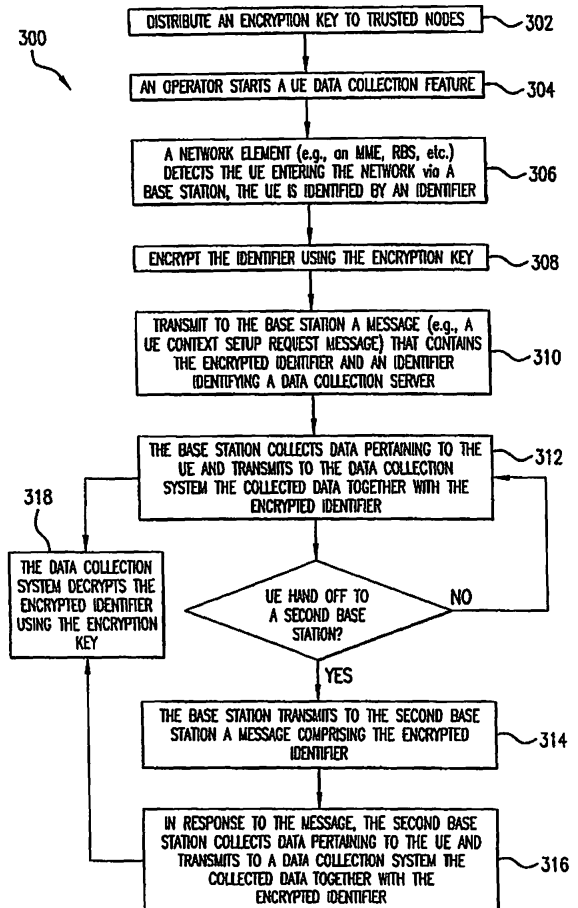 300
DISTRIBUTE AN ENCRYPTION KEY TO TRUSTED NODES
302
AN OPERATOR STARTS A UE DATA COLLECTION FEATURE
304
A NETWORK ELEMENT (e.g., an MME, RBS, etc.)
DETECTS THE UE ENTERING THE NETWORK via A
BASE STATION, THE UE IS IDENTIFIED BY AN IDENTIFIER
306
ENCRYPT THE IDENTIFIER USING THE ENCRYPTION KEY
308
TRANSMIT TO THE BASE STATION A MESSAGE (e.g., A
UE CONTEXT SETUP REQUEST MESSAGE) THAT CONTAINS
THE ENCRYPTED IDENTIFIER AND AN IDENTIFIER
IDENTIFYING A DATA COLLECTION SERVER
310
THE BASE STATION COLLECTS DATA PERTAINING TO THE
UE AND TRANSMITS TO THE DATA COLLECTION
SYSTEM THE COLLECTED DATA TOGETHER WITH THE
ENCRYPTED IDENTIFIER
312
318
THE DATA COLLECTION
SYSTEM DECRYPTS THE
ENCRYPTED IDENTIFIER
USING THE ENCRYPTION
KEY
UE HAND OFF TO
A SECOND BASE
STATION?
NO
YES
THE BASE STATION TRANSMITS TO THE SECOND BASE
STATION A MESSAGE COMPRISING THE ENCRYPTED
IDENTIFIER
314
IN RESPONSE TO THE MESSAGE, THE SECOND BASE
STATION COLLECTS DATA PERTAINING TO THE UE AND
TRANSMITS TO A DATA COLLECTION SYSTEM THE
COLLECTED DATA TOGETHER WITH THE
ENCRYPTED IDENTIFIER
316